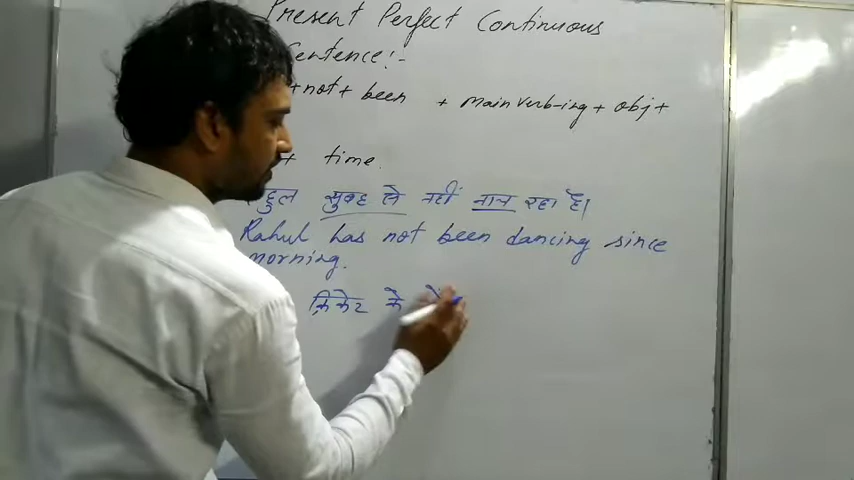 Present Perfect Continuous
Sentence:-
+not + been + main verb-ing + obj +
+ time.
हुल सुबह से नहीं नाच रहा है।
Rahul has not been dancing since
morning.
क्रिकेट के